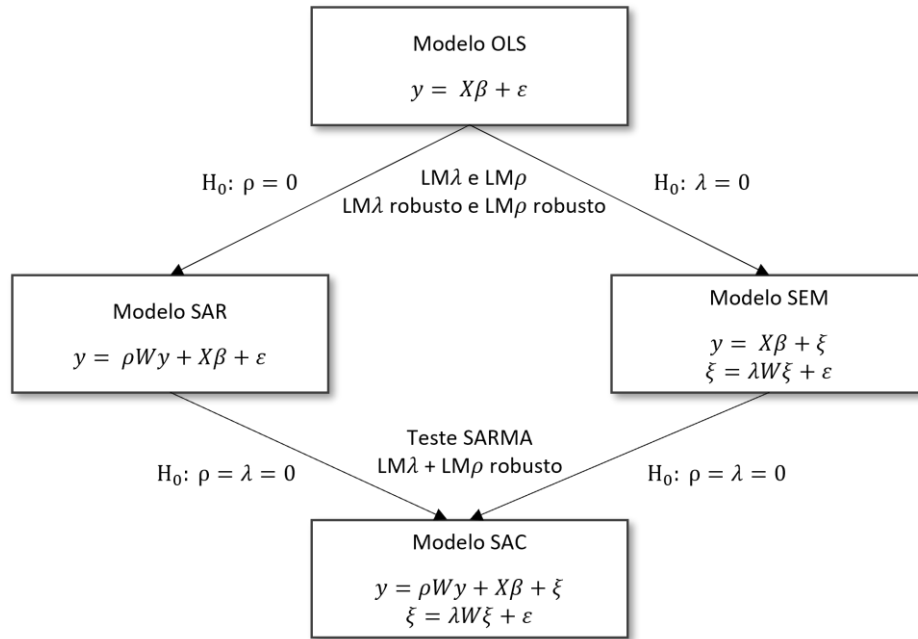 Modelo OLS
y = Xβ + ε
H₀: ρ = 0
LMλ e LMρ
LMλ robusto e LMρ robusto
H₀: λ = 0
Modelo SAR
y = ρWy + Xβ + ε
Modelo SEM
y = Xβ + ξ
ξ = λWξ + ε
Teste SARMA
LMλ + LMρ robusto
H₀: ρ = λ = 0
H₀: ρ = λ = 0
Modelo SAC
y = ρWy + Xβ + ξ
ξ = λWξ + ε